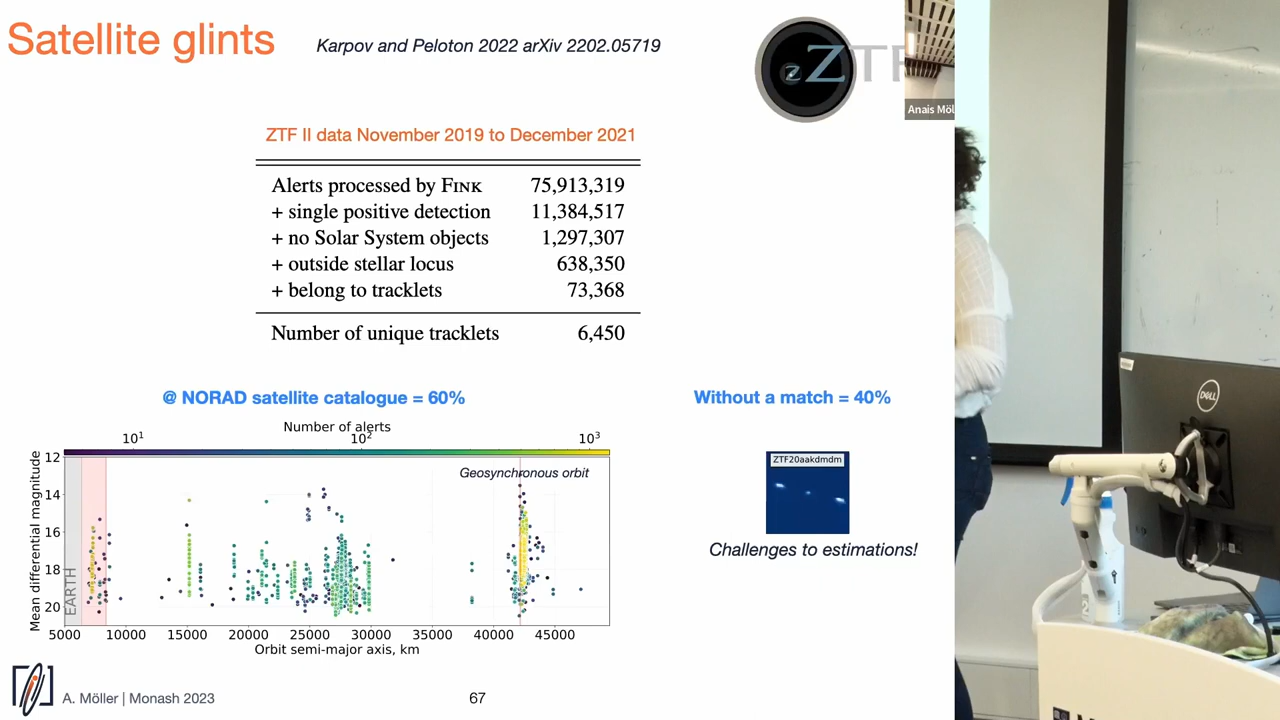 Satellite glints
Karpov and Peloton 2022 arXiv 2202.05719
z ZTF
Anais Möl
ZTF II data November 2019 to December 2021
Alerts processed by FINK 75,913,319
+ single positive detection 11,384,517
+ no Solar System objects 1,297,307
+ outside stellar locus 638,350
+ belong to tracklets 73,368
Number of unique tracklets 6,450
@ NORAD satellite catalogue = 60%
Without a match = 40%
Number of alerts
10¹ 10² 10³
Mean differential magnitude
12
14
16
18
20
EARTH
Geosynchronous orbit
5000 10000 15000 20000 25000 30000 35000 40000 45000
Orbit semi-major axis, km
ZTF20aakdmdm
Challenges to estimations!
A. Möller | Monash 2023
67
DELL